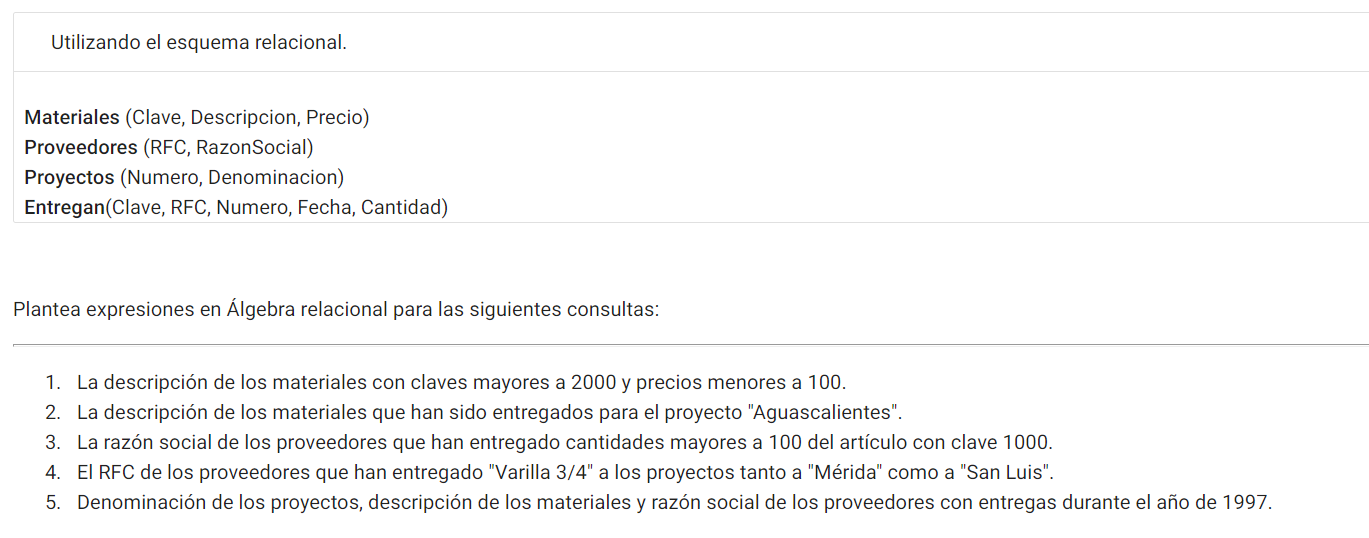 Utilizando el esquema relacional.
Materiales (Clave, Descripcion, Precio)
Proveedores (RFC, RazonSocial)
Proyectos (Numero, Denominacion)
Entregan(Clave, RFC, Numero, Fecha, Cantidad)
Plantea expresiones en Álgebra relacional para las siguientes consultas:
1. La descripción de los materiales con claves mayores a 2000 y precios menores a 100.
2. La descripción de los materiales que han sido entregados para el proyecto "Aguascalientes".
3. La razón social de los proveedores que han entregado cantidades mayores a 100 del artículo con clave 1000.
4. El RFC de los proveedores que han entregado "Varilla 3/4" a los proyectos tanto a "Mérida" como a "San Luis".
5. Denominación de los proyectos, descripción de los materiales y razón social de los proveedores con entregas durante el año de 1997.